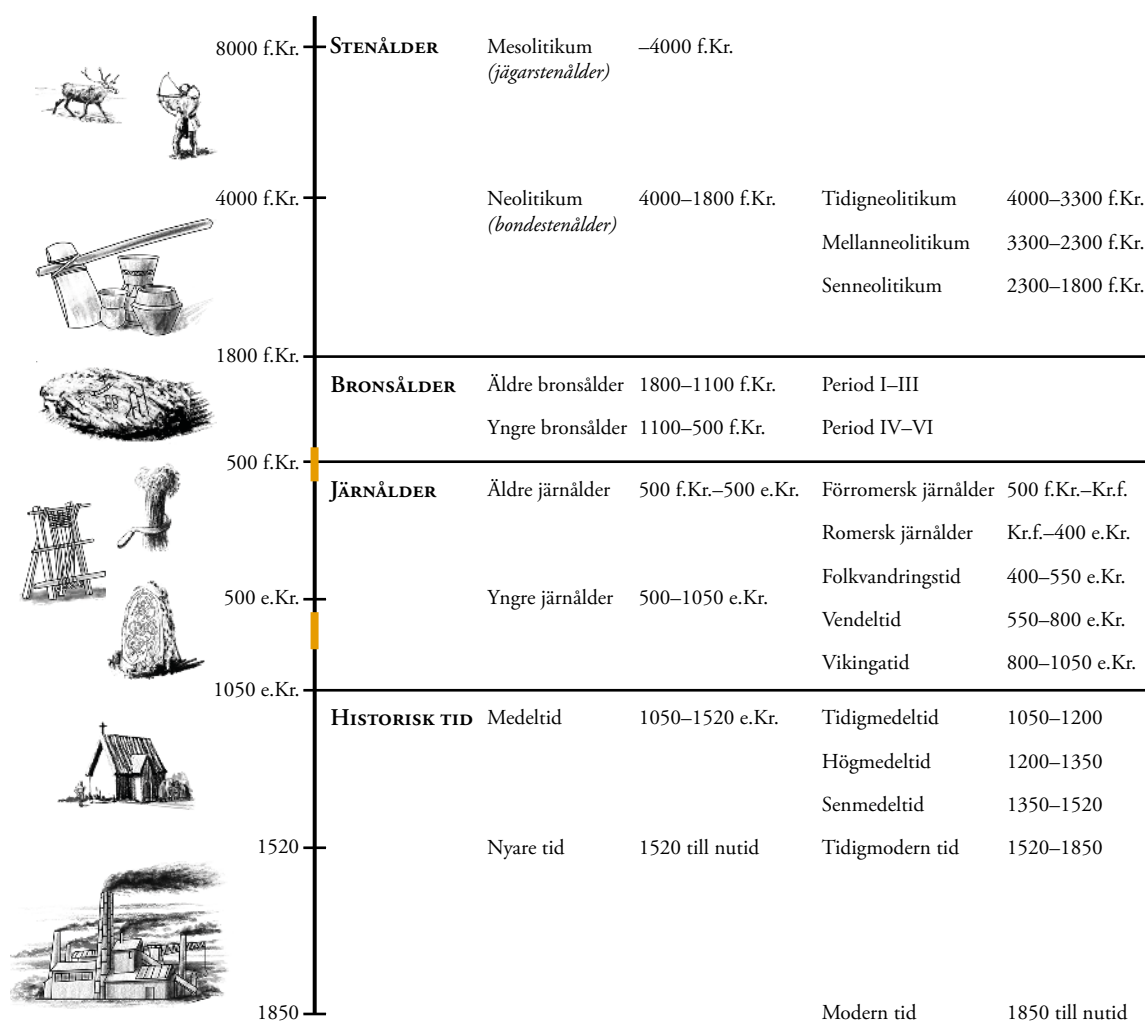 8000 f.Kr. STENÅLDER Mesolitikum –4000 f.Kr.
(jägarstenålder)
4000 f.Kr. Neolitikum 4000–1800 f.Kr. Tidigneolitikum 4000–3300 f.Kr.
(bondestenålder)
Mellanneolitikum 3300–2300 f.Kr.
Senneolitikum 2300–1800 f.Kr.
1800 f.Kr.
BRONSÅLDER Äldre bronsålder 1800–1100 f.Kr. Period I–III
Yngre bronsålder 1100–500 f.Kr. Period IV–VI
500 f.Kr.
JÄRNÅLDER Äldre järnålder 500 f.Kr.–500 e.Kr. Förromersk järnålder 500 f.Kr.–Kr.f.
Romersk järnålder Kr.f.–400 e.Kr.
Folkvandringstid 400–550 e.Kr.
500 e.Kr. Yngre järnålder 500–1050 e.Kr.
Vendeltid 550–800 e.Kr.
Vikingatid 800–1050 e.Kr.
1050 e.Kr.
HISTORISK TID Medeltid 1050–1520 e.Kr. Tidigmedeltid 1050–1200
Högmedeltid 1200–1350
Senmedeltid 1350–1520
1520 Nyare tid 1520 till nutid Tidigmodern tid 1520–1850
1850 Modern tid 1850 till nutid